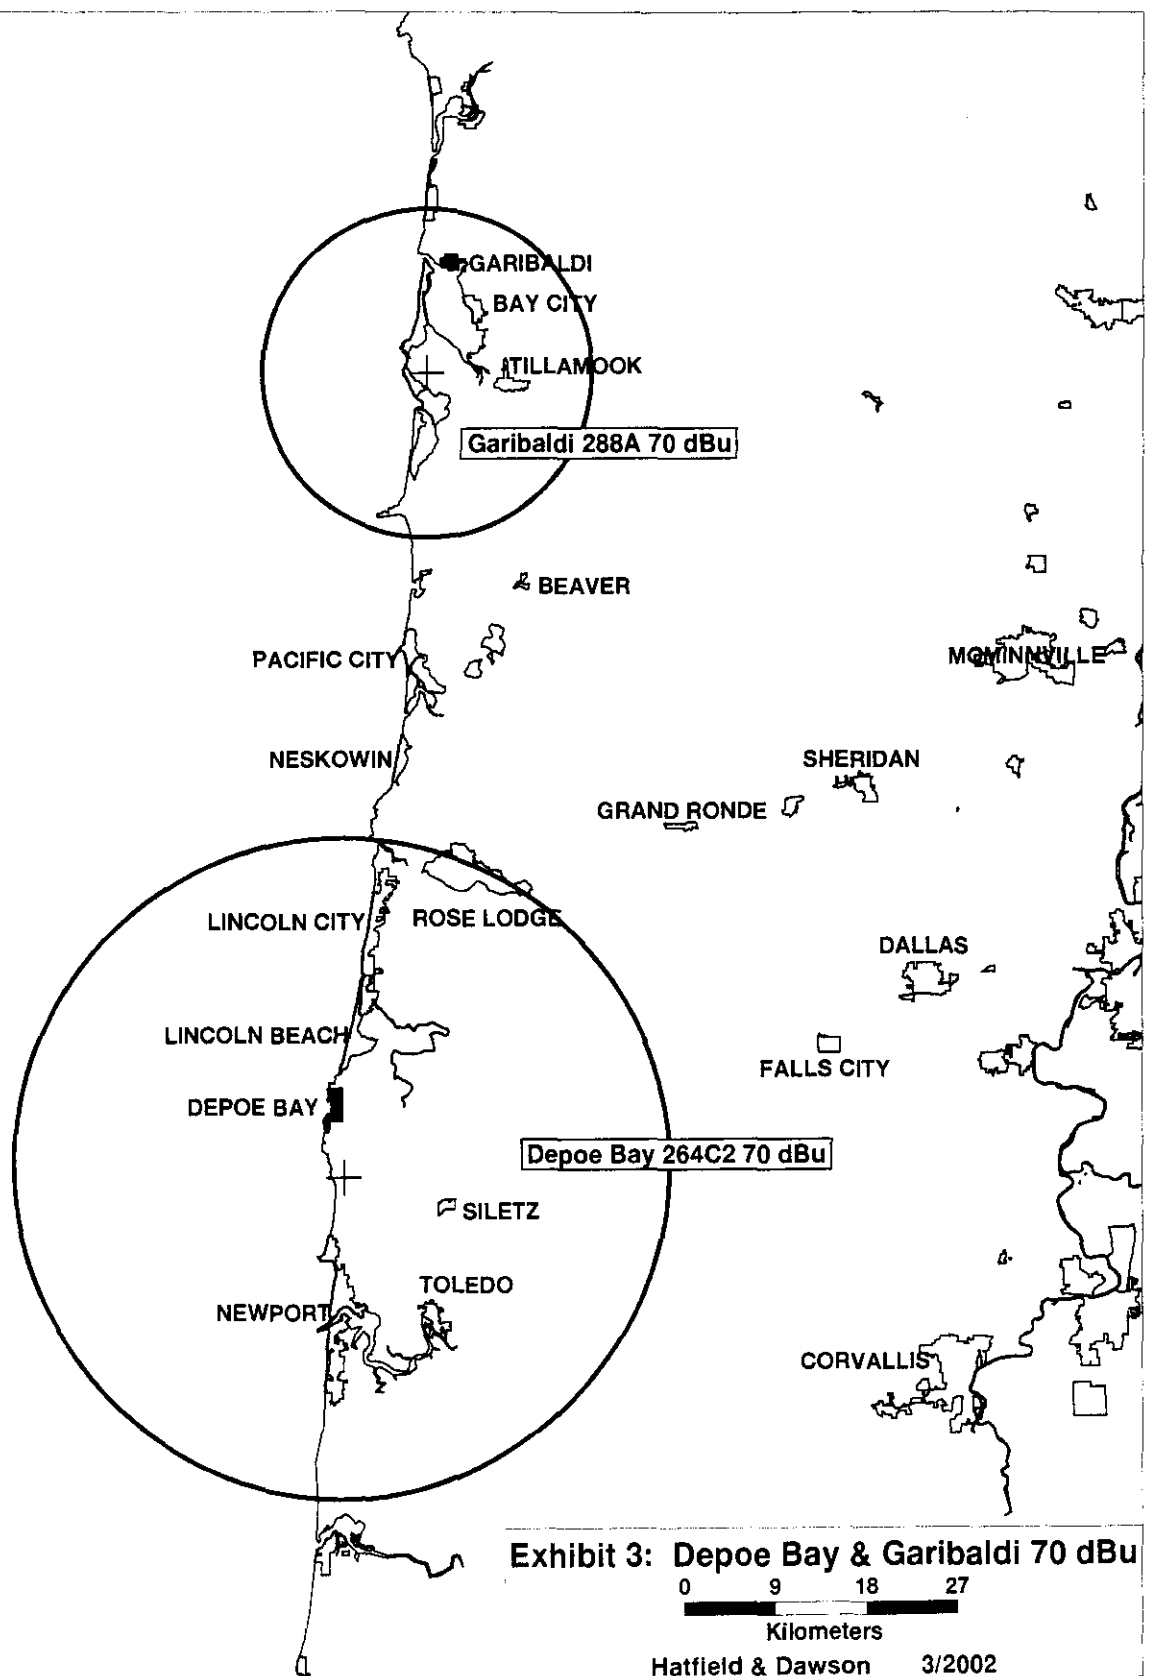 GARIBALDI
BAY CITY
TILLAMOOK
Garibaldi 288A 70 dBu
BEAVER
PACIFIC CITY
MCMINNVILLE
NESKOWIN
SHERIDAN
GRAND RONDE
LINCOLN CITY
ROSE LODGE
DALLAS
LINCOLN BEACH
FALLS CITY
DEPOE BAY
Depoe Bay 264C2 70 dBu
SILETZ
TOLEDO
NEWPORT
CORVALLIS
Exhibit 3: Depoe Bay & Garibaldi 70 dBu
0 9 18 27
Kilometers
Hatfield & Dawson 3/2002